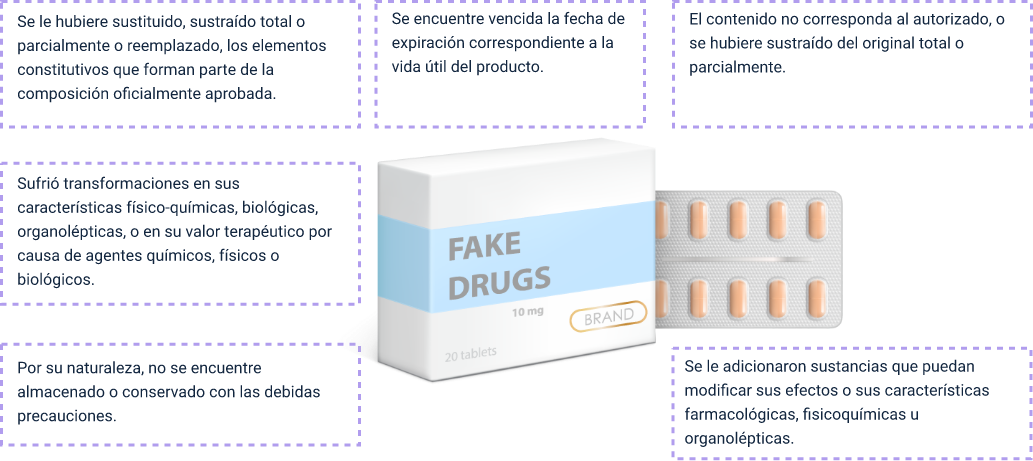 Se le hubiere sustituido, sustraído total o
parcialmente o reemplazado, los elementos
constitutivos que forman parte de la
composición oficialmente aprobada.
Se encuentre vencida la fecha de
expiración correspondiente a la
vida útil del producto.
El contenido no corresponda al autorizado, o
se hubiere sustraído del original total o
parcialmente.
Sufrió transformaciones en sus
características físico-químicas, biológicas,
organolépticas, o en su valor terapéutico por
causa de agentes químicos, físicos o
biológicos.
FAKE
DRUGS
10 mg
BRAND
20 tablets
Por su naturaleza, no se encuentre
almacenado o conservado con las debidas
precauciones.
Se le adicionaron sustancias que puedan
modificar sus efectos o sus características
farmacológicas, fisicoquímicas u
organolépticas.